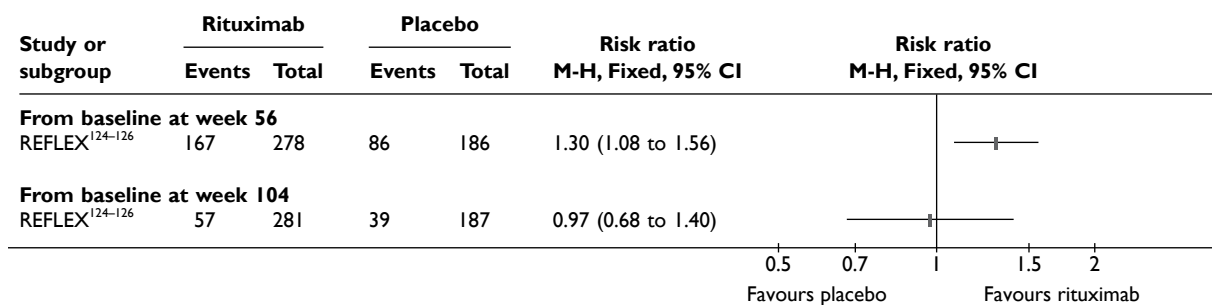 Rituximab Placebo
Study or subgroup Events Total Events Total Risk ratio M-H, Fixed, 95% CI Risk ratio M-H, Fixed, 95% CI
From baseline at week 56
REFLEX124–126 167 278 86 186 1.30 (1.08 to 1.56)
From baseline at week 104
REFLEX124–126 57 281 39 187 0.97 (0.68 to 1.40)
0.5 0.7 1 1.5 2
Favours placebo Favours rituximab